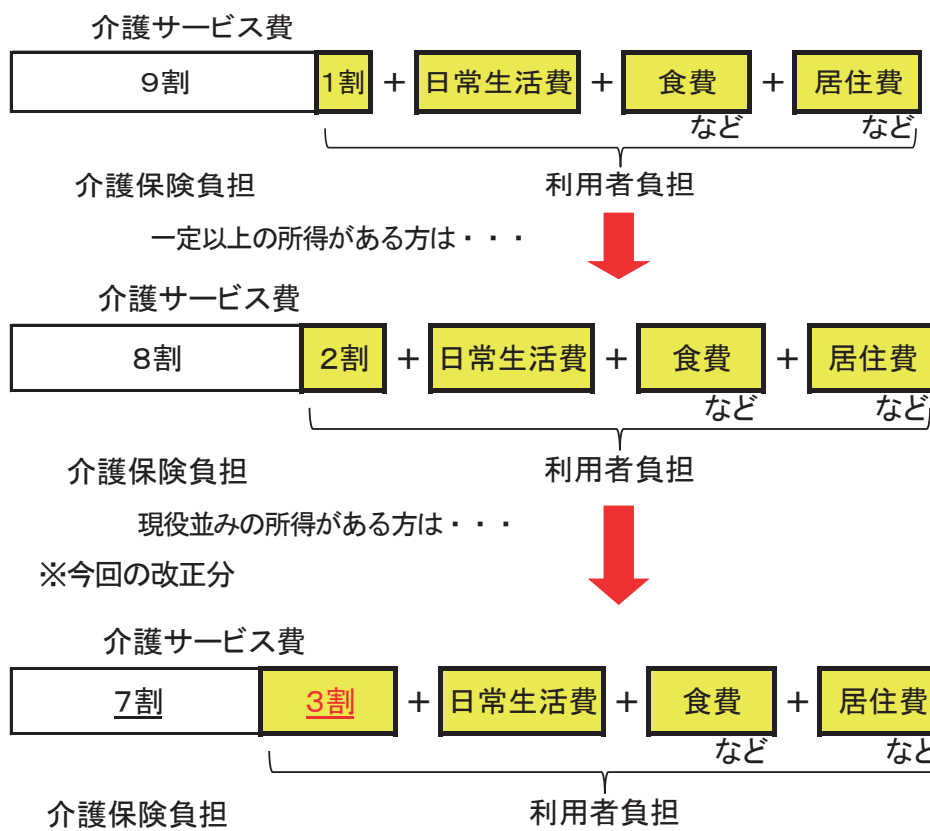 介護サービス費
9割 1割 + 日常生活費 + 食費 + 居住費
など など
介護保険負担 利用者負担
一定以上の所得がある方は・・・
介護サービス費
8割 2割 + 日常生活費 + 食費 + 居住費
など など
介護保険負担 利用者負担
現役並みの所得がある方は・・・
※今回の改正分
介護サービス費
7割 3割 + 日常生活費 + 食費 + 居住費
など など
介護保険負担 利用者負担